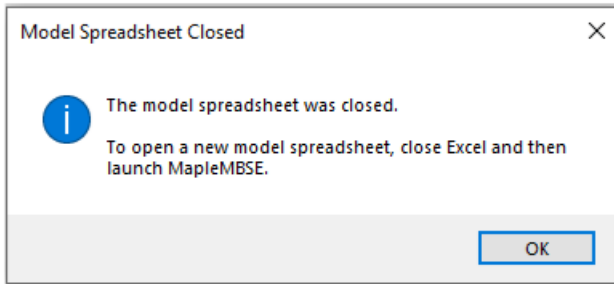 Model Spreadsheet Closed
The model spreadsheet was closed.
To open a new model spreadsheet, close Excel and then
launch MapleMBSE.
OK